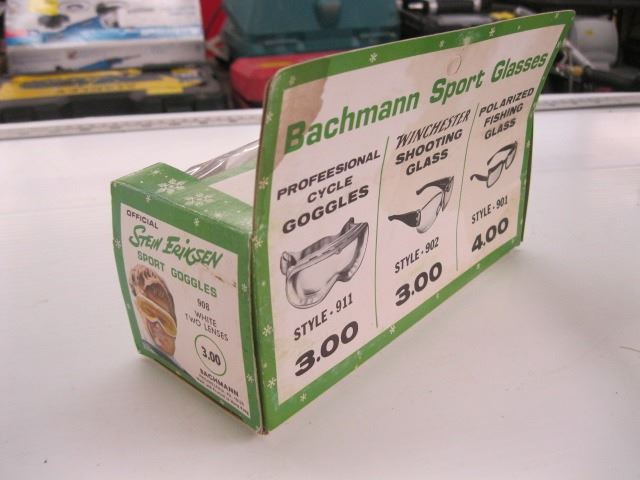 Bachmann Sport Glasses
PROFEESIONAL
CYCLE
GOGGLES
STYLE - 911
3.00
WINCHESTER
SHOOTING
GLASS
STYLE - 902
3.00
POLARIZED
FISHING
GLASS
STYLE - 901
4.00
OFFICIAL
Stein Eriksen
SPORT GOGGLES
908
WHITE
TWO LENSES
3.00
BACHMANN